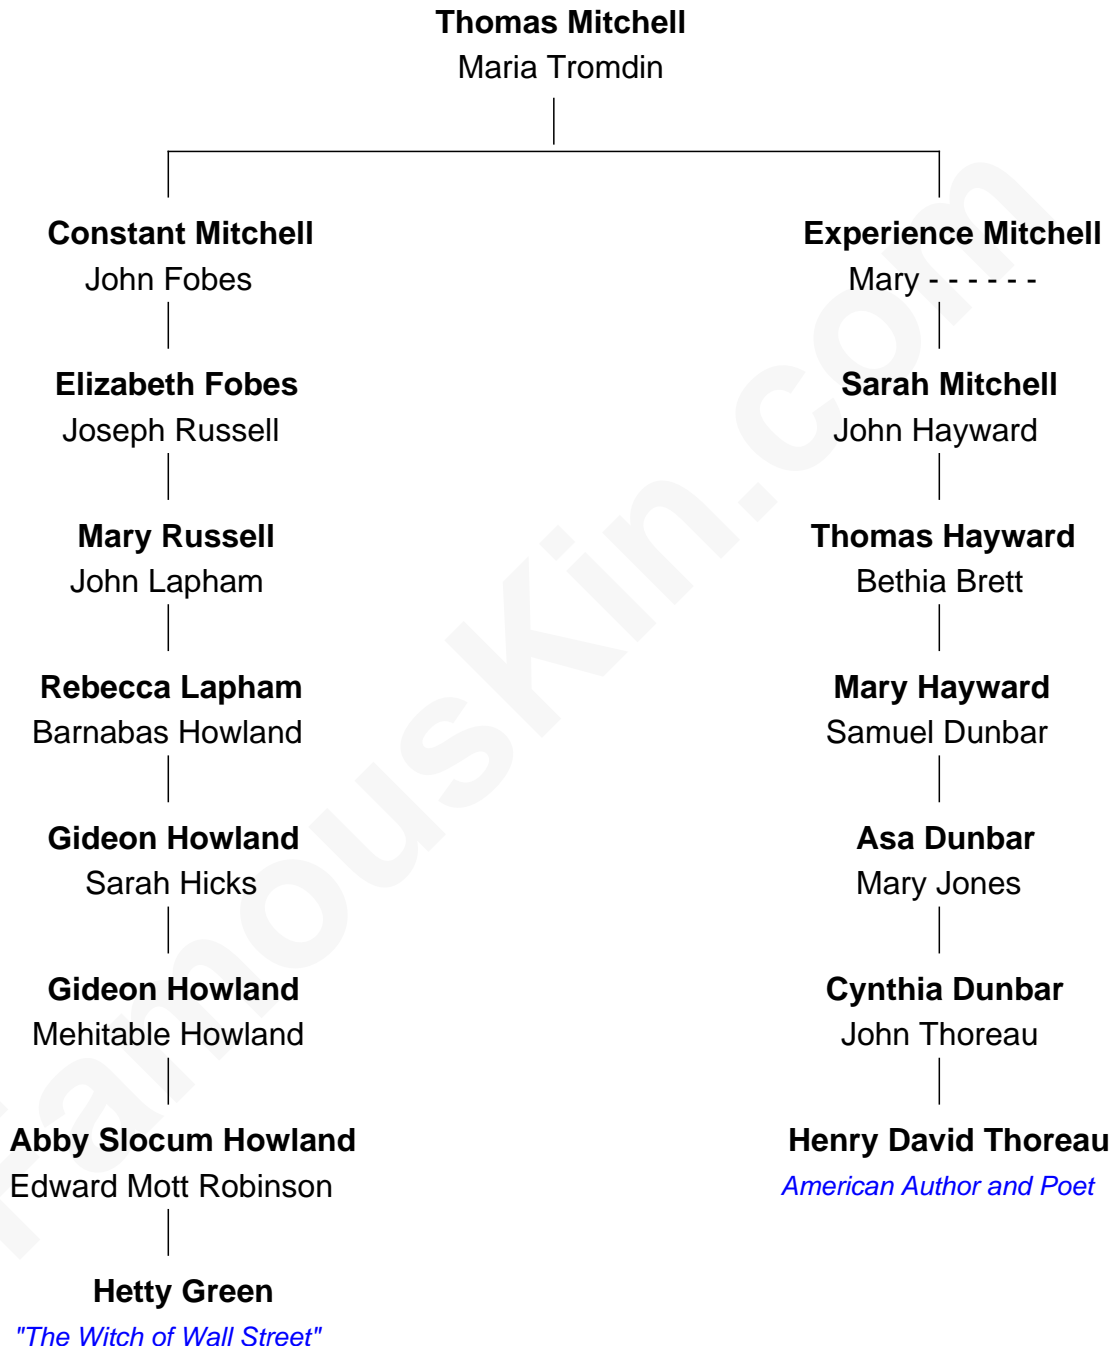 Thomas Mitchell
Maria Tromdin
Constant Mitchell
John Fobes
Experience Mitchell
Mary - - - - - -
Elizabeth Fobes
Joseph Russell
Sarah Mitchell
John Hayward
Mary Russell
John Lapham
Thomas Hayward
Bethia Brett
Rebecca Lapham
Barnabas Howland
Mary Hayward
Samuel Dunbar
Gideon Howland
Sarah Hicks
Asa Dunbar
Mary Jones
Gideon Howland
Mehitable Howland
Cynthia Dunbar
John Thoreau
Abby Slocum Howland
Edward Mott Robinson
Henry David Thoreau
American Author and Poet
Hetty Green
"The Witch of Wall Street"
FamousKin.com